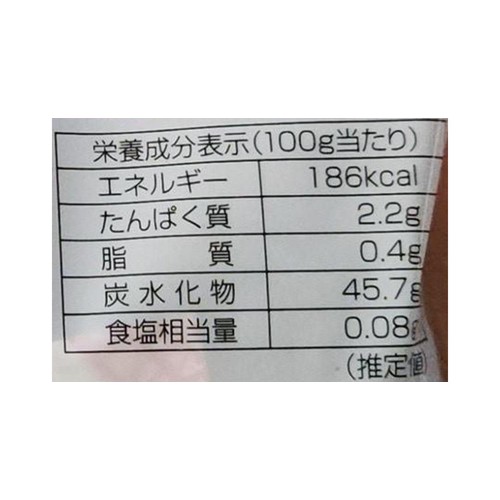 栄養成分表示(100g当たり)
エネルギー 186kcal
たんぱく質 2.2g
脂質 0.4g
炭水化物 45.7g
食塩相当量 0.08g
(推定値)